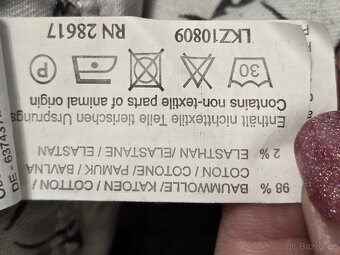 98 % BAUMWOLLE/ KATOEN / COTTON /
COTON / COTONE/ PAMUK / BAVLNA
2 % ELASTHAN / ELASTANE / ELASTAN
Enthält nichttextile Teile tierischen Ursprungs
Contains non-textile parts of animal origin
30 P
LKZ10809
RN 28617